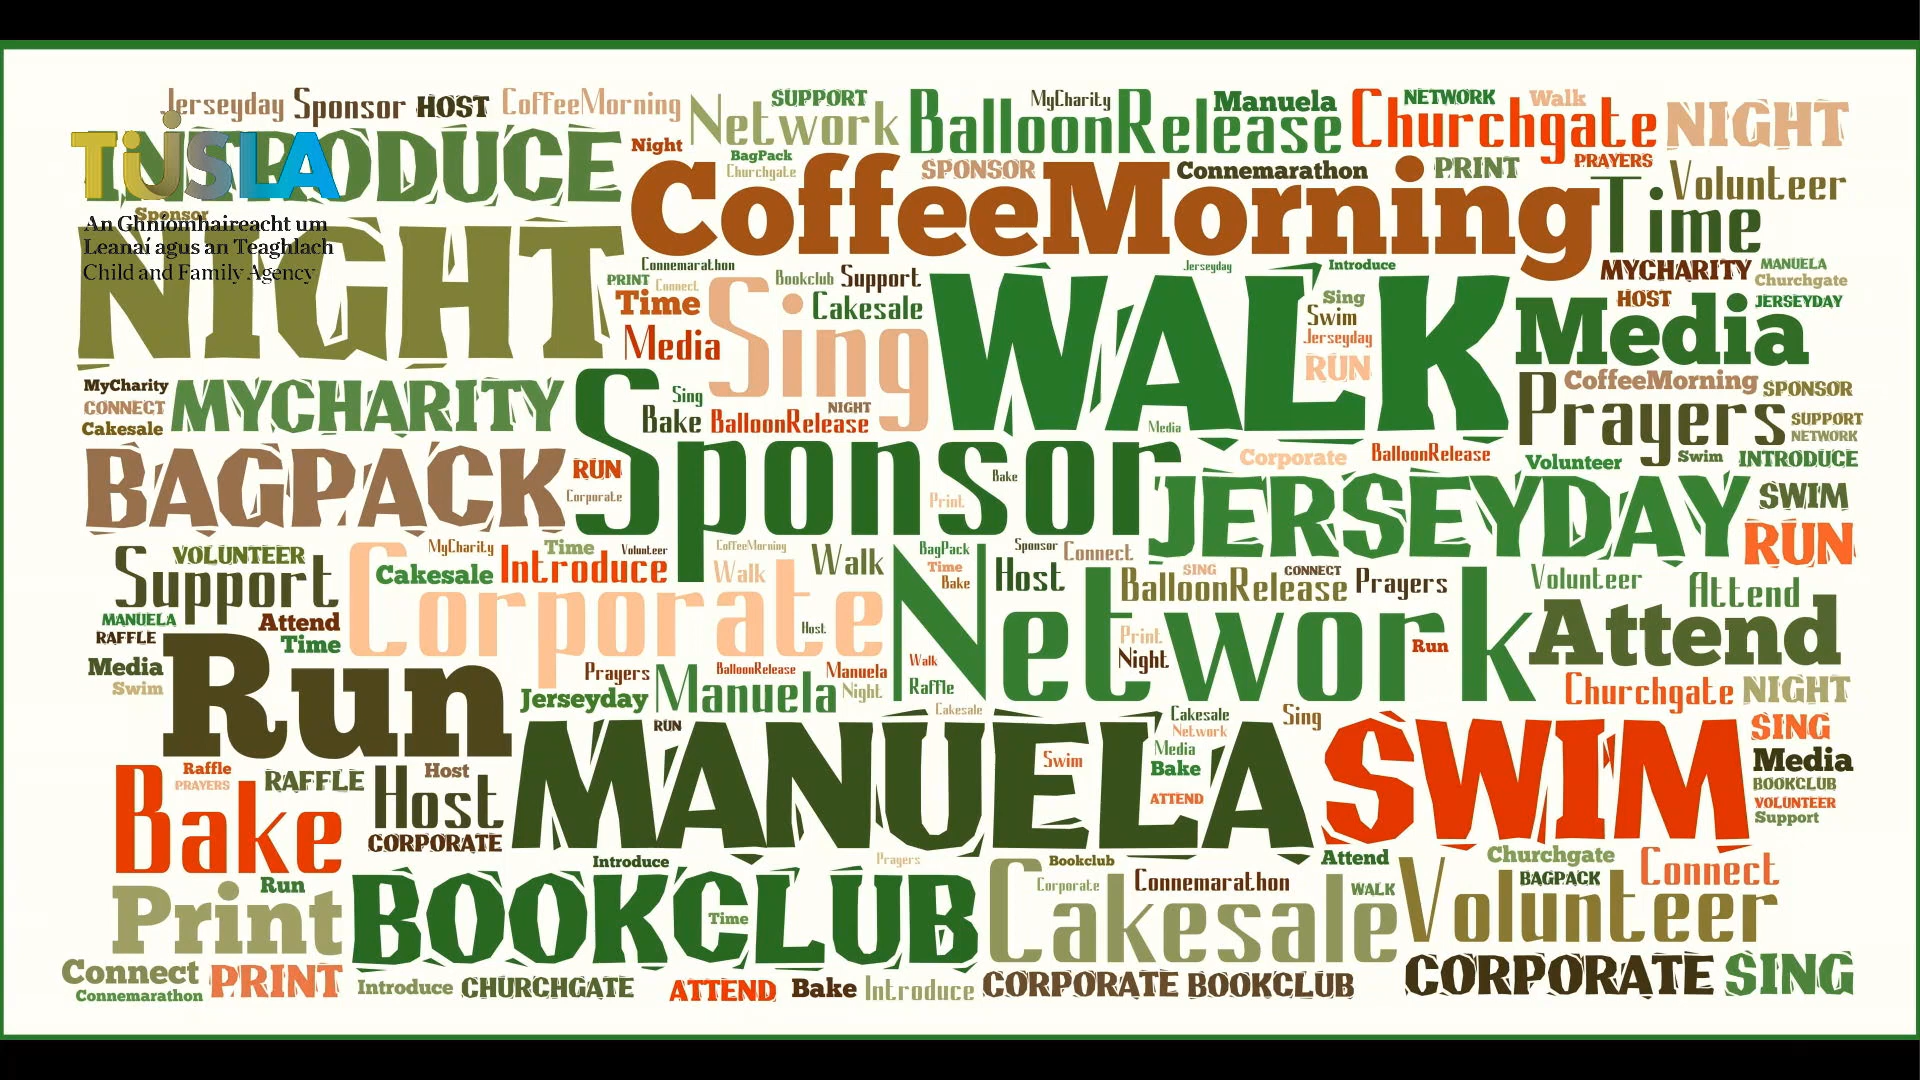 Jerseyday Sponsor HOST CoffeeMorning Network SUPPORT BalloonRelease MyCharity Manuela Churchgate NETWORK Walk NIGHT
TUSLA INTRODUCE Night BagPack Churchgate SPONSOR Connemarathon PRINT PRAYERS Volunteer
Sponsor
An Ghníomhaireacht um
Leanaí agus an Teaghlach
Child and Family Agency
NIGHT CoffeeMorning Time
Connemarathon Bookclub Support Jerseyday Introduce MYCHARITY MANUELA Churchgate
PRINT Connect Time Sing Cakesale WALK Sing Swim Jerseyday RUN HOST JERSEYDAY
Media Media
MyCharity CONNECT Cakesale MYCHARITY Sponsor Sing Bake BalloonRelease NIGHT Media Prayers CoffeeMorning SPONSOR SUPPORT NETWORK
BAGPACK RUN Corporate Print Bake Corporate BalloonRelease Volunteer Swim INTRODUCE
JERSEYDAY SWIM RUN
Support VOLUNTEER Corporate MyCharity Time Volunteer Cakesale Introduce CoffeeMorning Walk Walk BagPack Time Bake Sponsor Connect Host
SING CONNECT BalloonRelease Prayers Volunteer Attend
MANUELA RAFFLE Attend Time Host Network Print Night Run Attend
Media Swim Run Prayers BalloonRelease Manuela Night Walk Raffle Churchgate NIGHT
Jerseyday Manuela Cakesale
RUN MANUELA Swim Cakesale Network Media Bake ATTEND Sing SWIM SING Media BOOKCLUB VOLUNTEER Support
Raffle PRAYERS RAFFLE Host Bake Host CORPORATE
Introduce Prayers Bookclub Attend Churchgate Connect
Print Run BOOKCLUB Time Cakesale Corporate Connemarathon WALK Volunteer BAGPACK
Connect Connemarathon PRINT Introduce CHURCHGATE ATTEND Bake Introduce CORPORATE BOOKCLUB CORPORATE SING